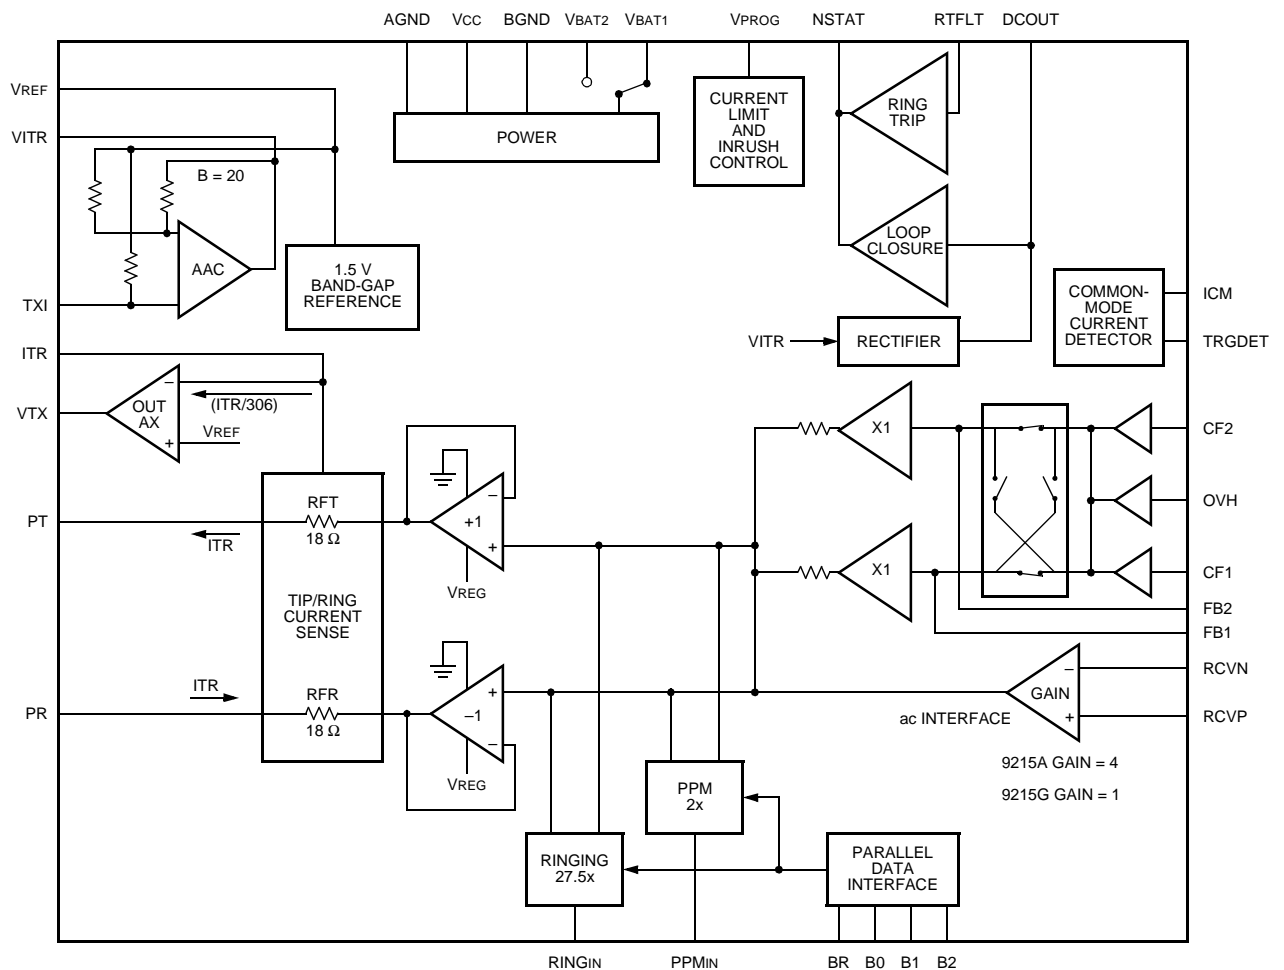 AGND VCC BGND VBAT2 VBAT1 VPROG NSTAT RTFLT DCOUT
VREF
VITR
B = 20
AAC
1.5 V
BAND-GAP
REFERENCE
TXI
POWER
CURRENT
LIMIT
AND
INRUSH
CONTROL
RING
TRIP
LOOP
CLOSURE
VITR
RECTIFIER
COMMON-
MODE
CURRENT
DETECTOR
ICM
TRGDET
ITR
VTX
OUT
AX
–
+
(ITR/306)
VREF
PT
ITR
RFT
18 Ω
TIP/RING
CURRENT
SENSE
ITR
PR
RFR
18 Ω
–
+1
+
VREG
+
–1
–
VREG
X1
X1
CF2
OVH
CF1
FB2
FB1
RCVN
RCVP
–
GAIN
+
ac INTERFACE
9215A GAIN = 4
9215G GAIN = 1
PPM
2x
RINGING
27.5x
PARALLEL
DATA
INTERFACE
RINGIN PPMIN BR B0 B1 B2